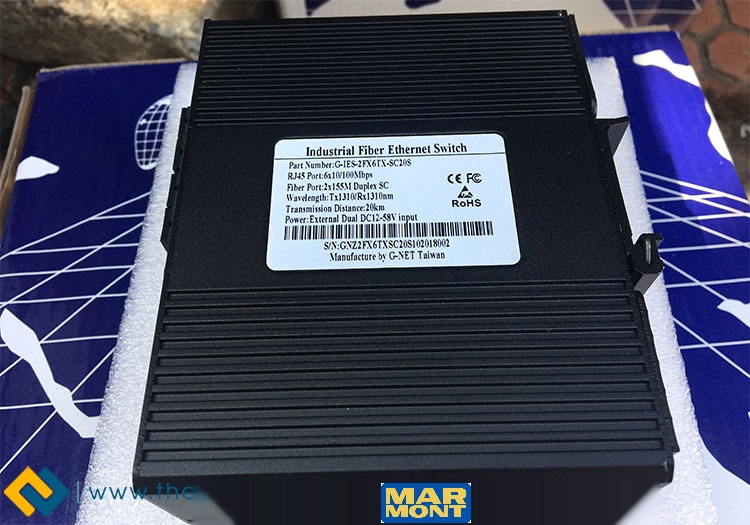 Industrial Fiber Ethernet Switch
Part Number:G-IES-2FX6TX-SC20S
RJ45 Port:6x10/100Mbps
Fiber Port:2x155M Duplex SC
Wavelength:Tx1310/Rx1310nm
Transmission Distance:20km
Power:External Dual DC12-58V input
CE FC
RoHS
S/N:GNZ2FX6TXSC20S102018002
Manufacture by G-NET Taiwan
|www.the
MAR
MONT